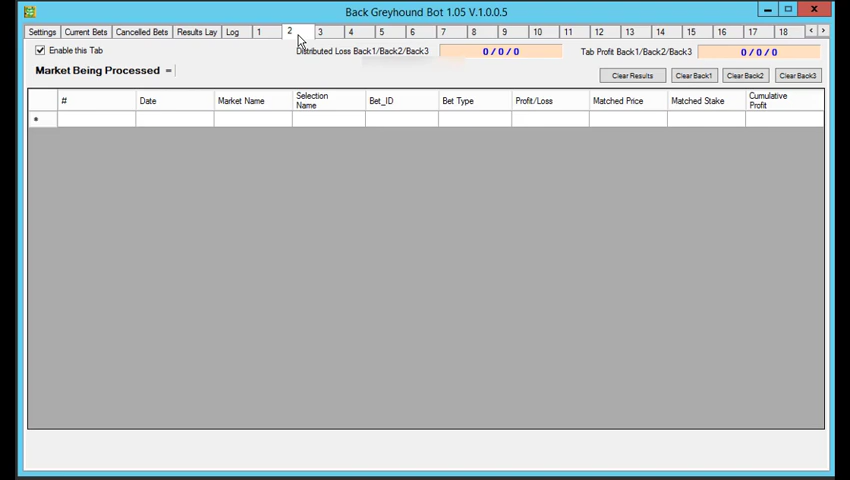 Back Greyhound Bot 1.05 V.1.0.0.5
Settings Current Bets Cancelled Bets Results Lay Log 1 2 3 4 5 6 7 8 9 10 11 12 13 14 15 16 17 18
Enable this Tab Distributed Loss Back1/Back2/Back3 0 / 0 / 0 Tab Profit Back1/Back2/Back3 0 / 0 / 0
Market Being Processed =
Clear Results Clear Back1 Clear Back2 Clear Back3
# Date Market Name Selection Name Bet_ID Bet Type Profit/Loss Matched Price Matched Stake Cumulative Profit